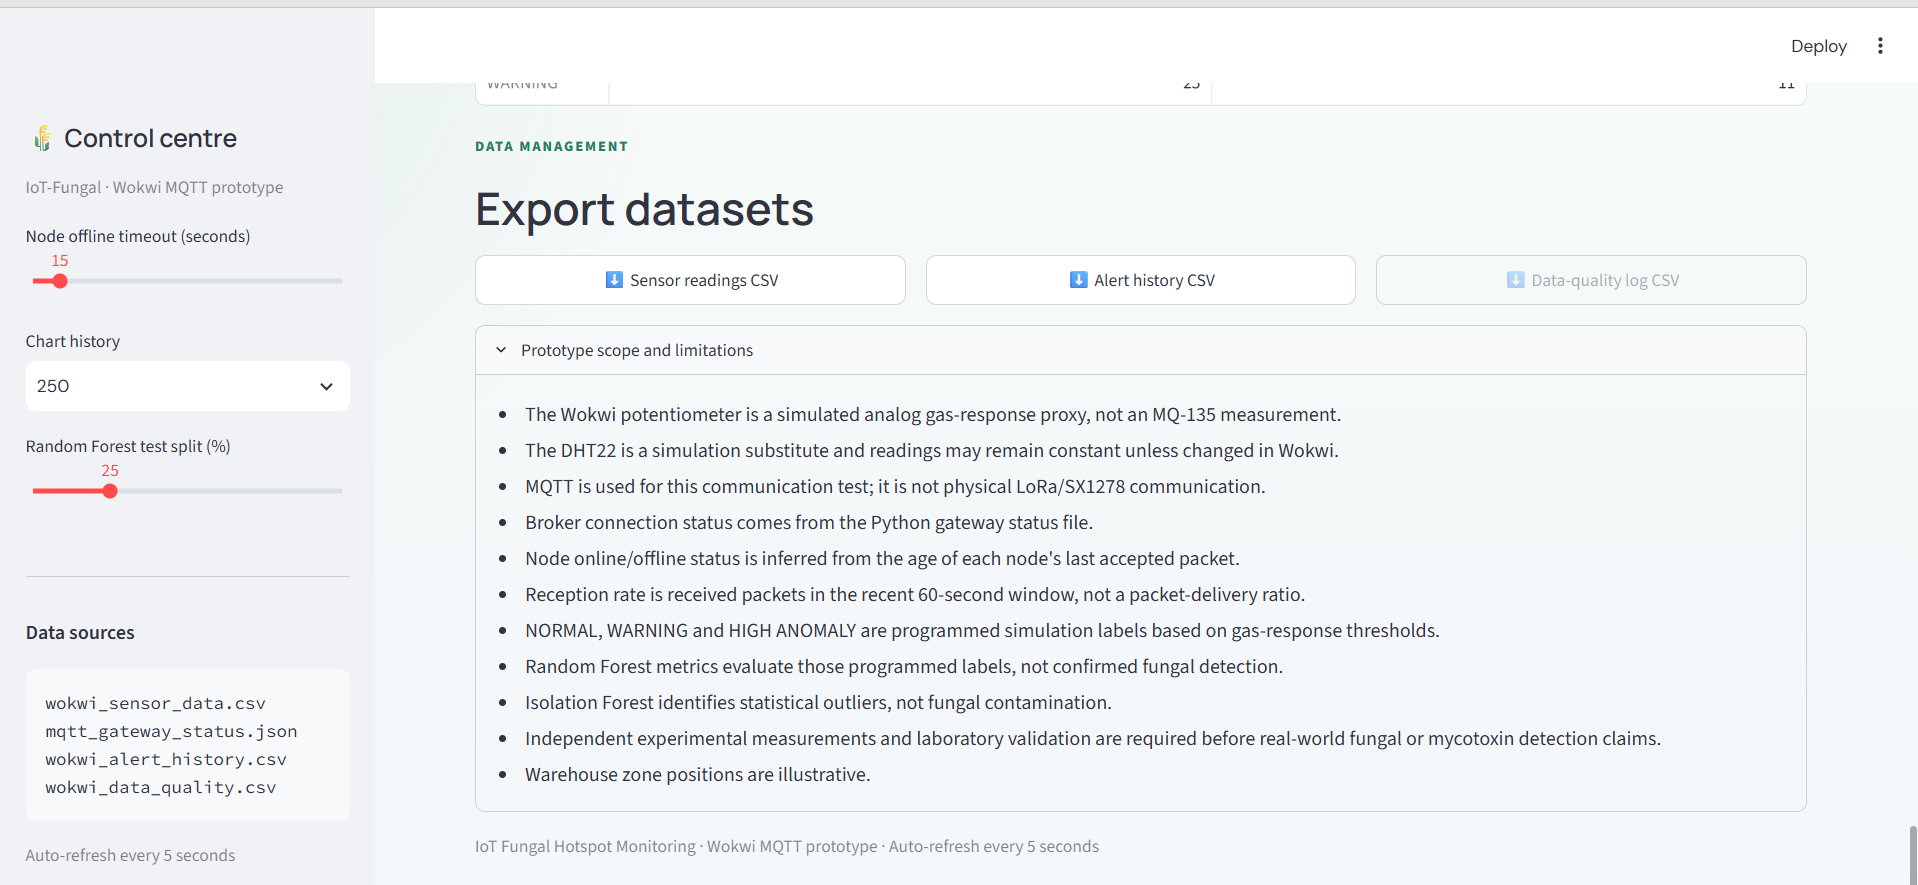 Deploy
Control centre
IoT-Fungal · Wokwi MQTT prototype
Node offline timeout (seconds)
15
Chart history
250
Random Forest test split (%)
25
Data sources
wokwi_sensor_data.csv
mqtt_gateway_status.json
wokwi_alert_history.csv
wokwi_data_quality.csv
Auto-refresh every 5 seconds
WARNING 25 11
DATA MANAGEMENT
Export datasets
Sensor readings CSV
Alert history CSV
Data-quality log CSV
Prototype scope and limitations
The Wokwi potentiometer is a simulated analog gas-response proxy, not an MQ-135 measurement.
The DHT22 is a simulation substitute and readings may remain constant unless changed in Wokwi.
MQTT is used for this communication test; it is not physical LoRa/SX1278 communication.
Broker connection status comes from the Python gateway status file.
Node online/offline status is inferred from the age of each node's last accepted packet.
Reception rate is received packets in the recent 60-second window, not a packet-delivery ratio.
NORMAL, WARNING and HIGH ANOMALY are programmed simulation labels based on gas-response thresholds.
Random Forest metrics evaluate those programmed labels, not confirmed fungal detection.
Isolation Forest identifies statistical outliers, not fungal contamination.
Independent experimental measurements and laboratory validation are required before real-world fungal or mycotoxin detection claims.
Warehouse zone positions are illustrative.
IoT Fungal Hotspot Monitoring · Wokwi MQTT prototype · Auto-refresh every 5 seconds